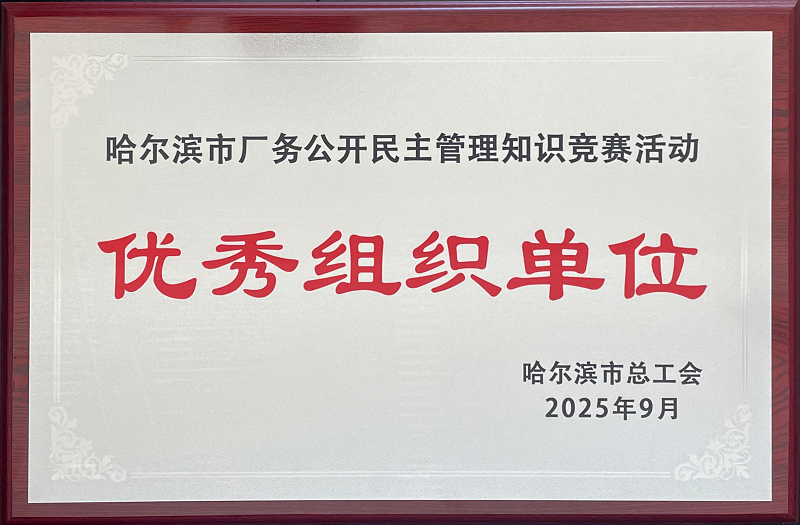 哈尔滨市厂务公开民主管理知识竞赛活动
优秀组织单位
哈尔滨市总工会
2025年9月